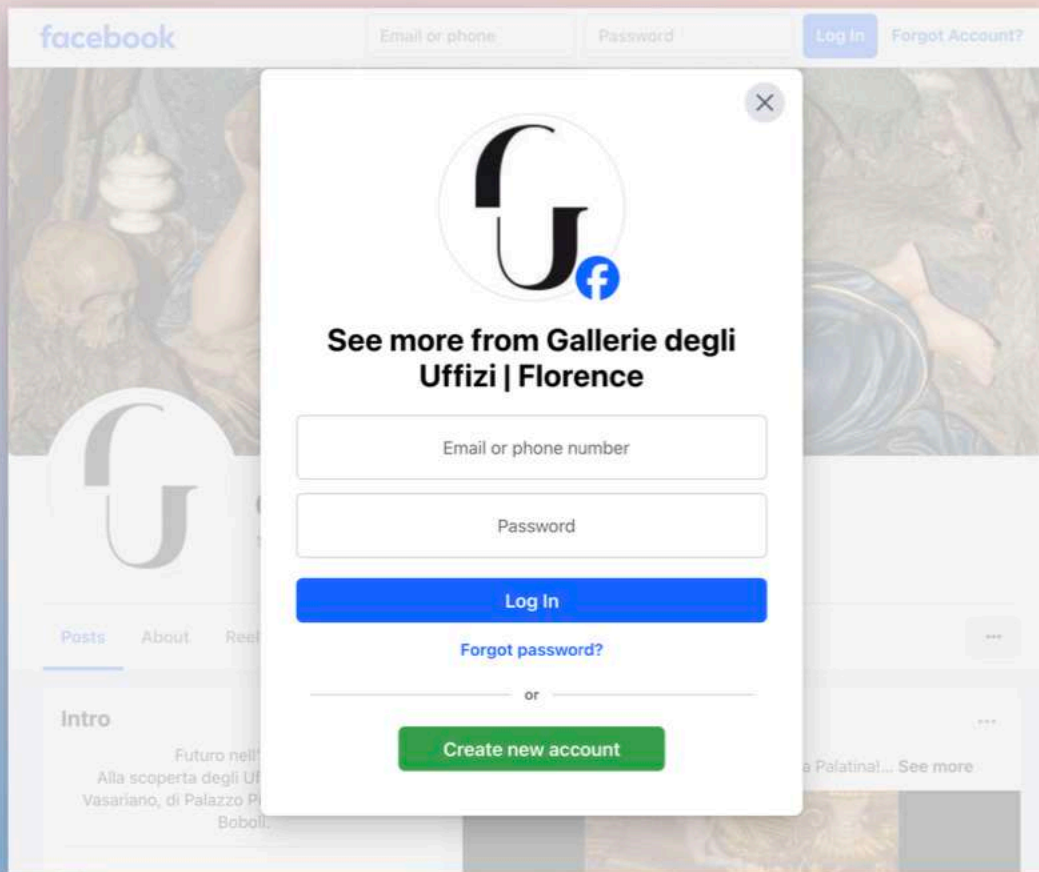 facebook
Email or phone
Password
Log In
Forgot Account?
See more from Gallerie degli
Uffizi | Florence
Email or phone number
Password
Log In
Forgot password?
or
Create new account
Posts
About
Intro
Futuro
Alla scoperta degli
Vasariano, di Palazzo
Boboli.
Palatina!... See more